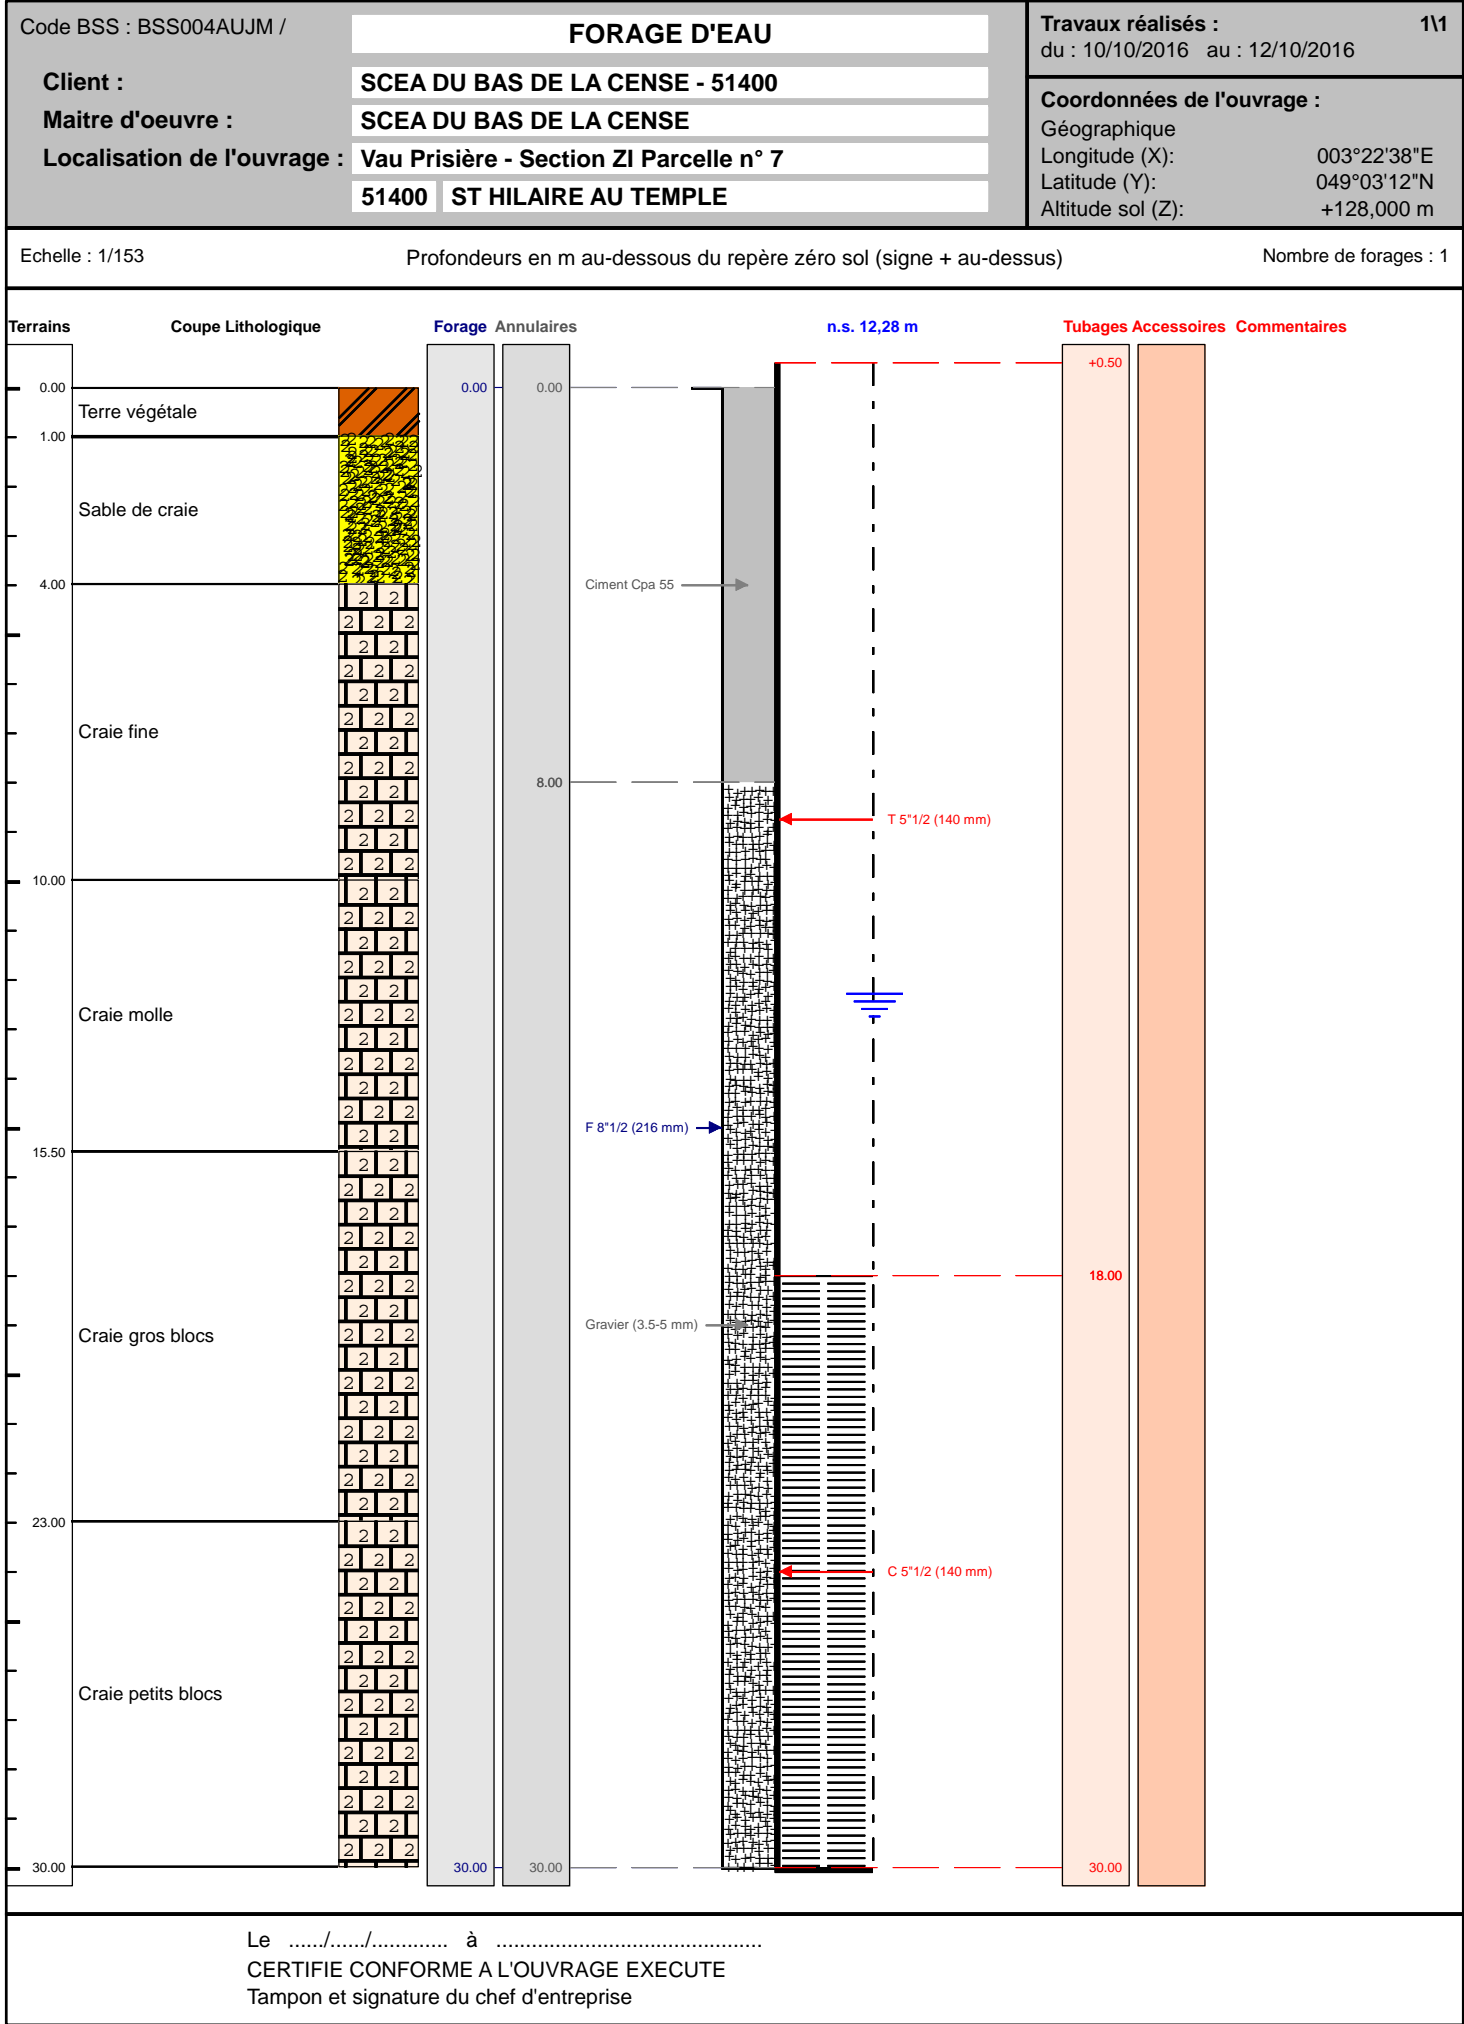 Code BSS : BSS004AUJM /
FORAGE D'EAU
Travaux réalisés : 1\1
du : 10/10/2016 au : 12/10/2016
Client :
SCEA DU BAS DE LA CENSE - 51400
Maitre d'oeuvre :
SCEA DU BAS DE LA CENSE
Localisation de l'ouvrage :
Vau Prisière - Section ZI Parcelle n° 7
51400 ST HILAIRE AU TEMPLE
Coordonnées de l'ouvrage :
Géographique
Longitude (X): 003°22'38"E
Latitude (Y): 049°03'12"N
Altitude sol (Z): +128,000 m
Echelle : 1/153
Profondeurs en m au-dessous du repère zéro sol (signe + au-dessus)
Nombre de forages : 1
Terrains Coupe Lithologique Forage Annulaires n.s. 12,28 m Tubages Accessoires Commentaires
+0.50
0.00 0.00 0.00
Terre végétale
1.00
Sable de craie
4.00
Ciment Cpa 55
Craie fine
8.00
T 5"1/2 (140 mm)
10.00
Craie molle
F 8"1/2 (216 mm)
15.50
18.00
Craie gros blocs
Gravier (3.5-5 mm)
23.00
C 5"1/2 (140 mm)
Craie petits blocs
30.00 30.00 30.00 30.00
Le ....../....../............. à .............................................
CERTIFIE CONFORME A L'OUVRAGE EXECUTE
Tampon et signature du chef d'entreprise